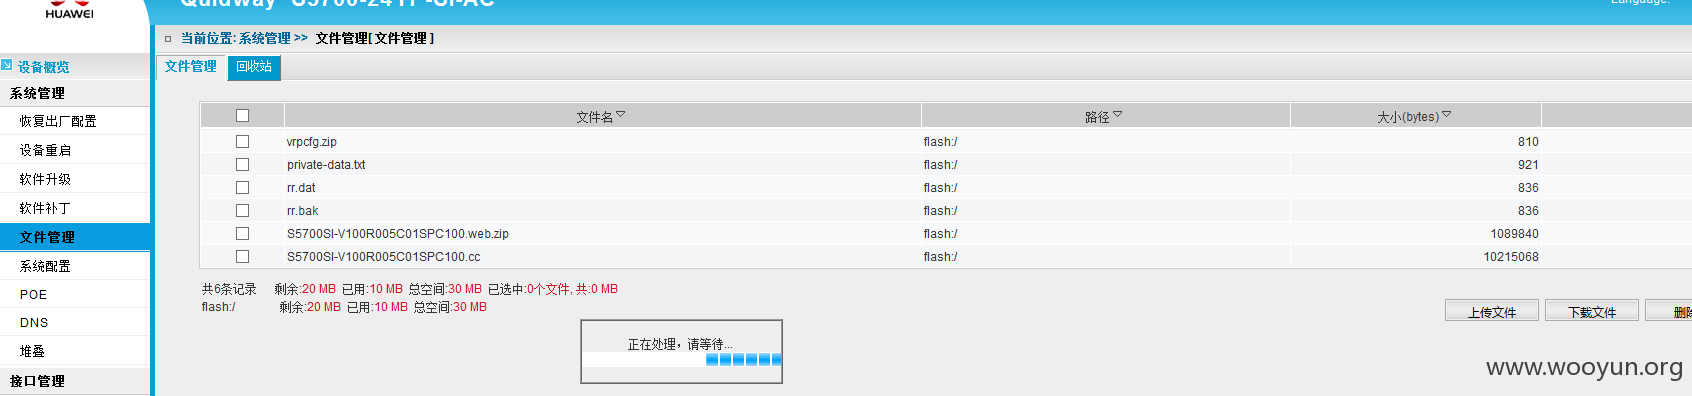 HUAWEI
Quidway S5700-24TP-SI-AC
Language:
当前位置: 系统管理 >> 文件管理[ 文件管理 ]
文件管理 回收站
设备概览
系统管理
恢复出厂配置
设备重启
软件升级
软件补丁
文件管理
系统配置
POE
DNS
堆叠
接口管理
文件名 路径 大小(bytes)
vrpcfg.zip flash:/ 810
private-data.txt flash:/ 921
rr.dat flash:/ 836
rr.bak flash:/ 836
S5700SI-V100R005C01SPC100.web.zip flash:/ 1089840
S5700SI-V100R005C01SPC100.cc flash:/ 10215068
共6条记录 剩余:20 MB 已用:10 MB 总空间:30 MB 已选中:0个文件, 共:0 MB
flash:/ 剩余:20 MB 已用:10 MB 总空间:30 MB
上传文件 下载文件 删除
正在处理，请等待...
www.wooyun.org